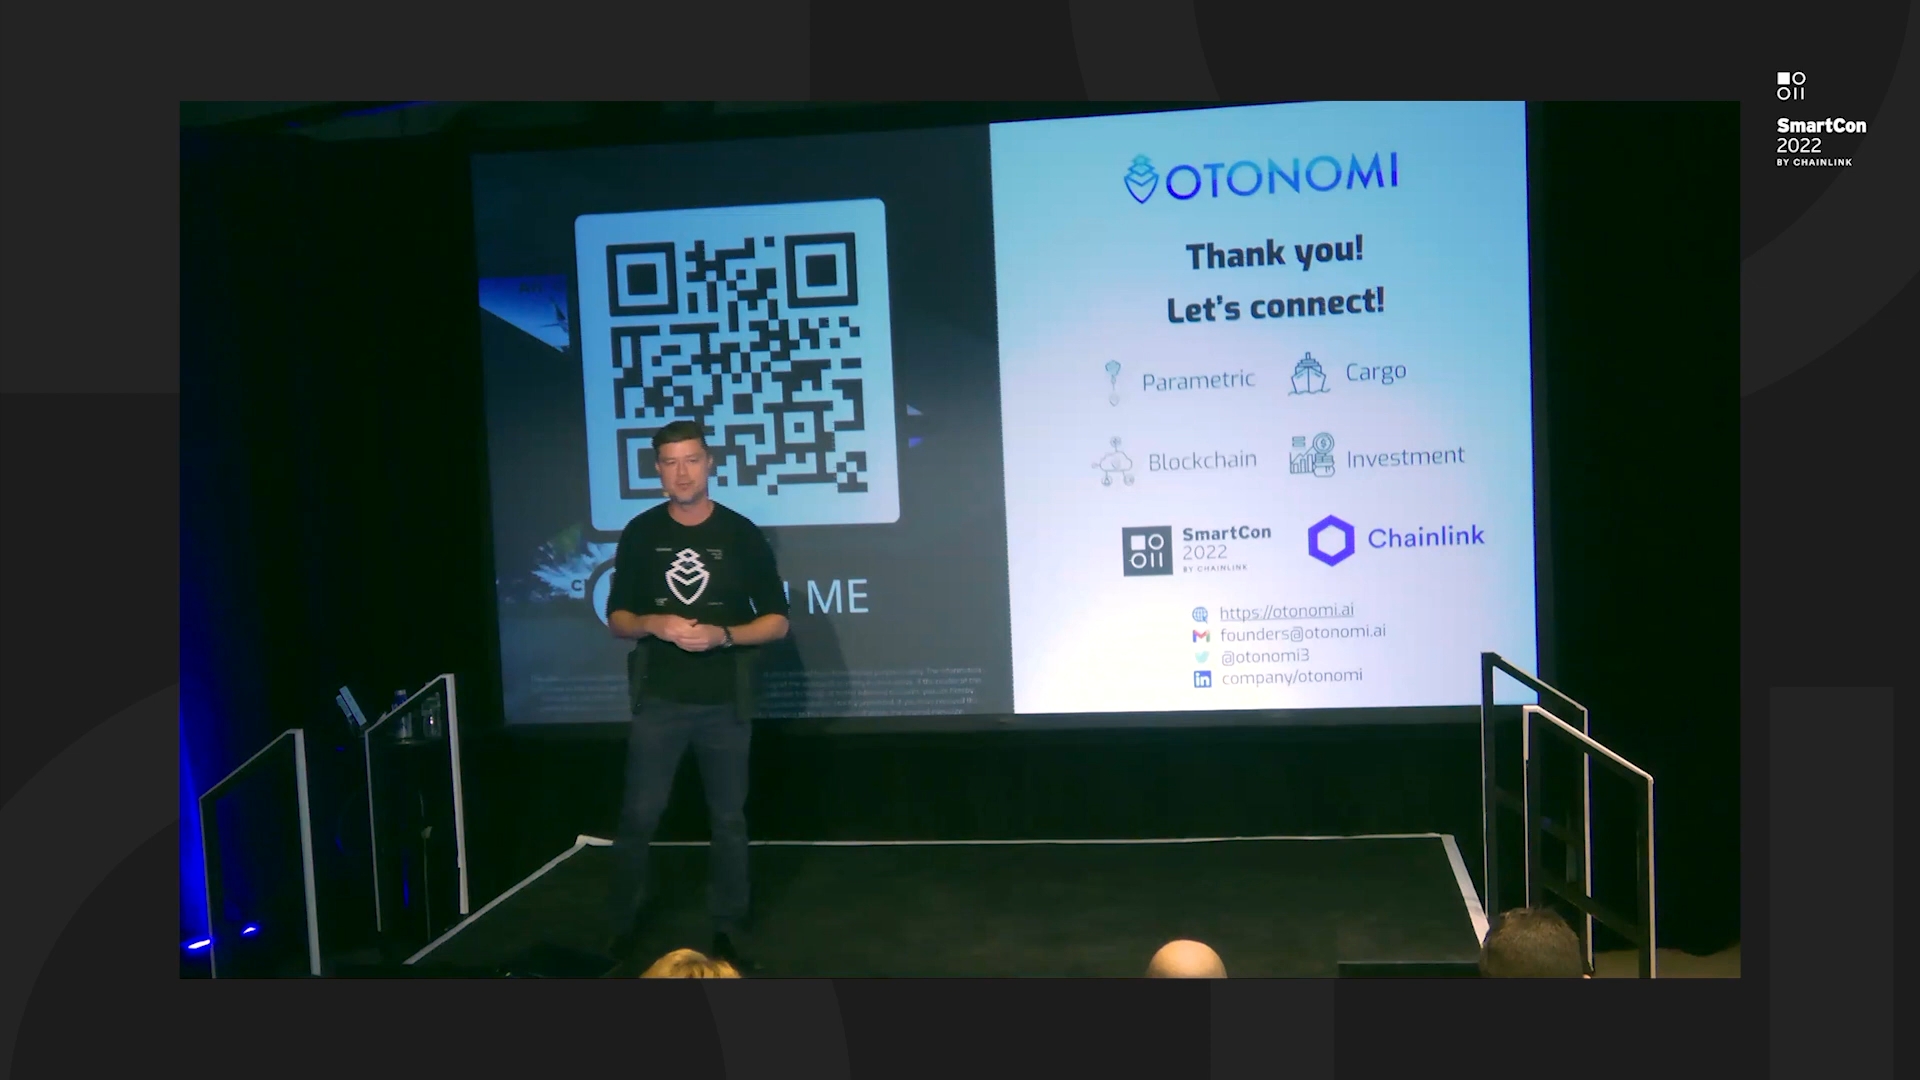 SmartCon
2022
BY CHAINLINK
OTONOMI
Thank you!
Let's connect!
Parametric
Cargo
Blockchain
Investment
SmartCon
2022
BY CHAINLINK
Chainlink
ME
https://otonomi.ai
founders@otonomi.ai
@otonomi3
company/otonomi